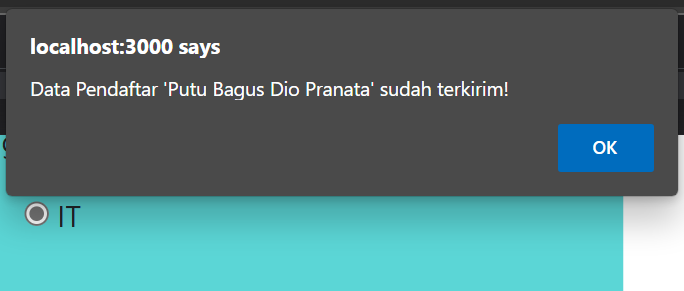 localhost:3000 says
Data Pendaftar 'Putu Bagus Dio Pranata' sudah terkirim!
OK
IT